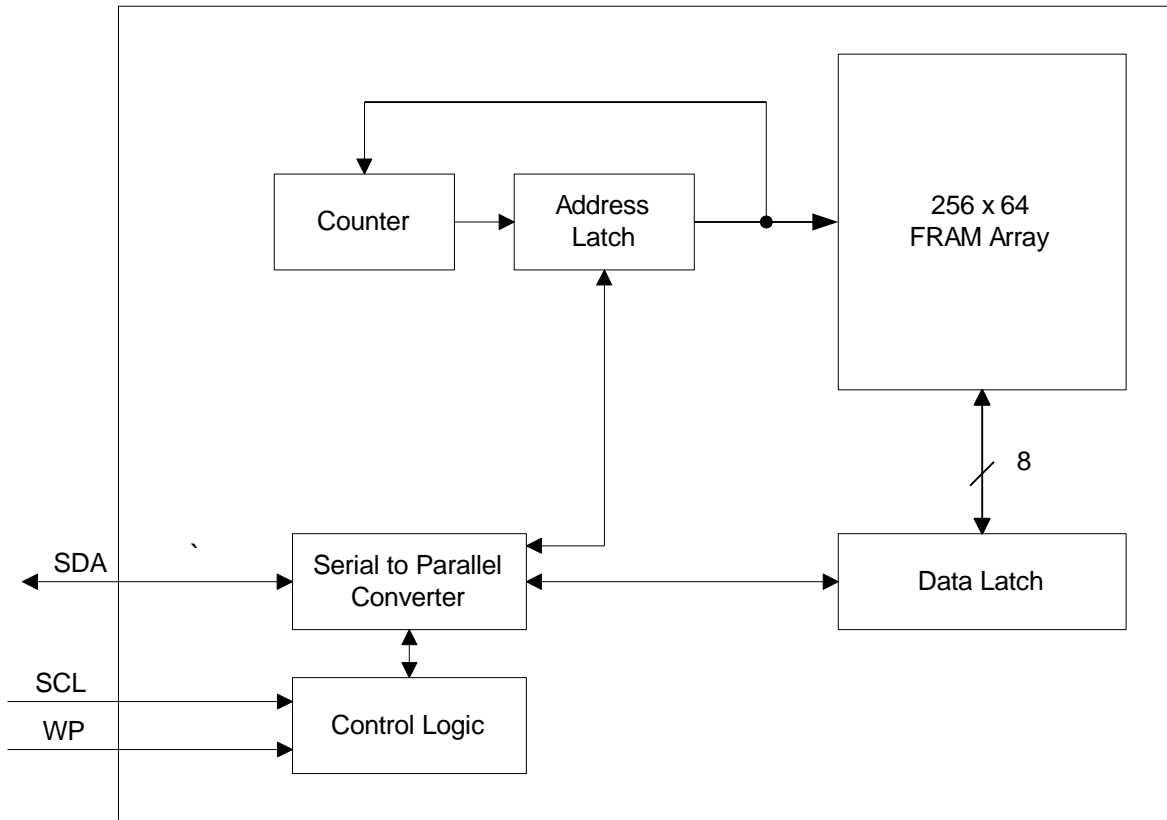 Counter
Address
Latch
256 x 64
FRAM Array
8
`
SDA
Serial to Parallel
Converter
Data Latch
SCL
WP
Control Logic